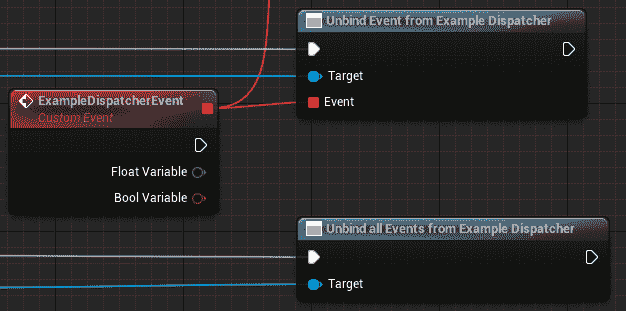 Unbind Event from Example Dispatcher
Target
Event
ExampleDispatcherEvent
Custom Event
Float Variable
Bool Variable
Unbind all Events from Example Dispatcher
Target